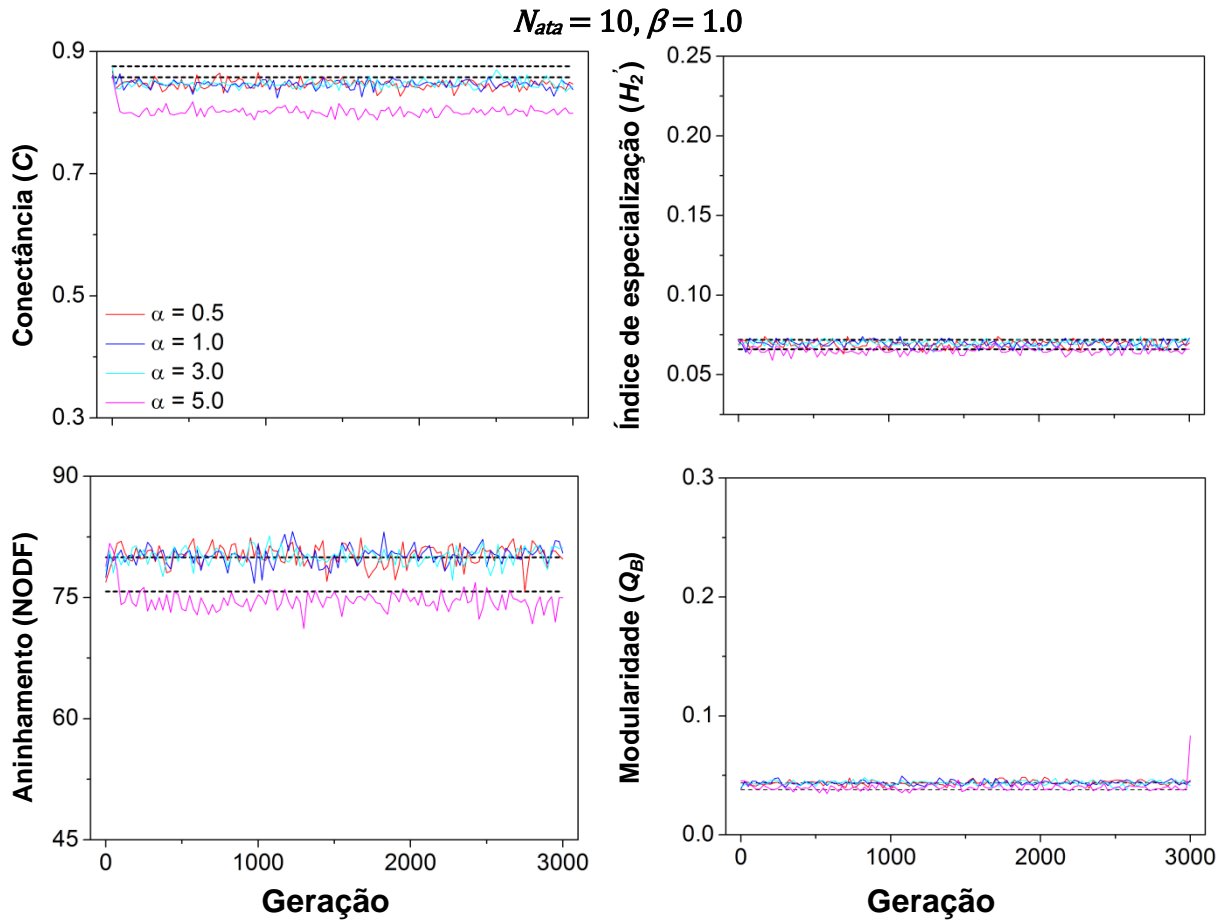 N_ata = 10, β = 1.0
Conectância (C)
0.9
0.7
0.5
0.3
α = 0.5
α = 1.0
α = 3.0
α = 5.0
Índice de especialização (H₂')
0.25
0.20
0.15
0.10
0.05
Aninhamento (NODF)
90
75
60
45
0
1000
2000
3000
Geração
Modularidade (Q_B)
0.3
0.2
0.1
0.0
0
1000
2000
3000
Geração